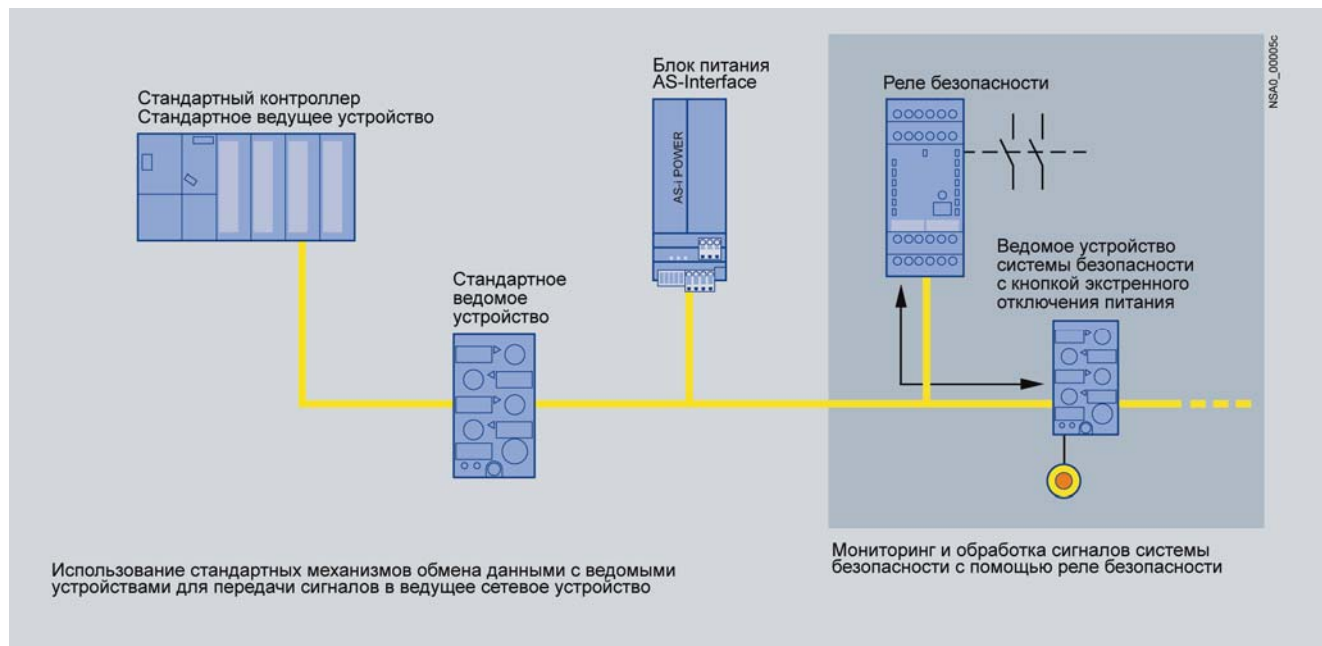 Стандартный контроллер
Стандартное ведущее устройство
Блок питания
AS-Interface
Реле безопасности
NSA0_00005c
AS-i POWER
Стандартное
ведомое
устройство
Ведомое устройство
системы безопасности
с кнопкой экстренного
отключения питания
Использование стандартных механизмов обмена данными с ведомыми
устройствами для передачи сигналов в ведущее сетевое устройство
Мониторинг и обработка сигналов системы
безопасности с помощью реле безопасности